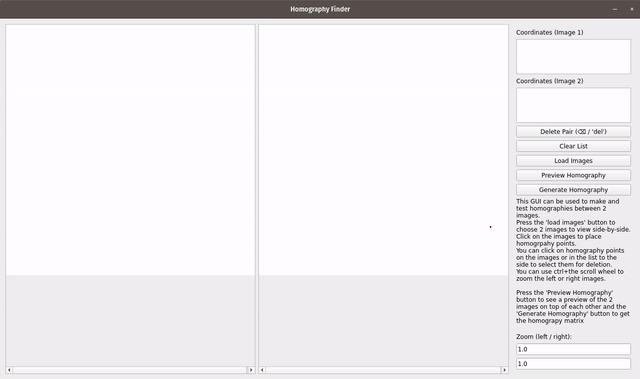 Homography Finder
Coordinates (Image 1)
Coordinates (Image 2)
Delete Pair (⌫ / 'del')
Clear List
Load Images
Preview Homography
Generate Homography
This GUI can be used to make and
test homographies between 2
images.
Press the 'load images' button to
choose 2 images to view side-by-side.
Click on the images to place
homogrpahy points.
You can click on homography points
on the images or in the list to the
side to select them for deletion.
You can use ctrl+the scroll wheel to
zoom the left or right images.
Press the 'Preview Homography'
button to see a preview of the 2
images on top of each other and the
'Generate Homography' button to get
the homograpy matrix
Zoom (left / right):
1.0
1.0